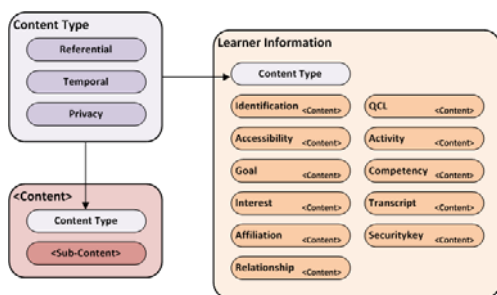 Content Type
Referential
Temporal
Privacy
<Content>
Content Type
<Sub-Content>
Learner Information
Content Type
Identification <Content>
QCL <Content>
Accessibility <Content>
Activity <Content>
Goal <Content>
Competency <Content>
Interest <Content>
Transcript <Content>
Affiliation <Content>
Securitykey <Content>
Relationship <Content>